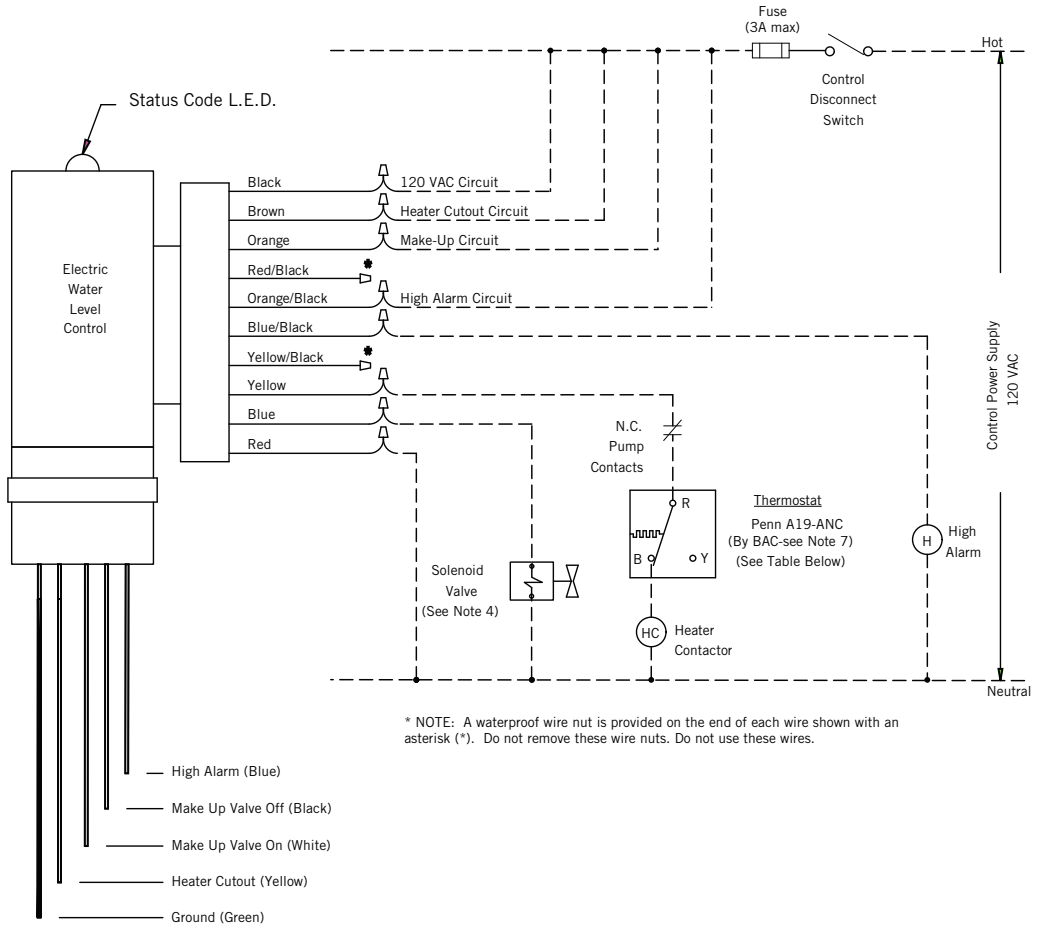 Fuse
(3A max)
Hot
Control
Disconnect
Switch
Status Code L.E.D.
Black
120 VAC Circuit
Brown
Heater Cutout Circuit
Orange
Make-Up Circuit
Red/Black
*
Orange/Black
High Alarm Circuit
Blue/Black
Yellow/Black
*
Yellow
Blue
Red
Electric
Water
Level
Control
Control Power Supply
120 VAC
N.C.
Pump
Contacts
R
B
Y
Thermostat
Penn A19-ANC
(By BAC-see Note 7)
(See Table Below)
H
High
Alarm
Solenoid
Valve
(See Note 4)
HC
Heater
Contactor
Neutral
* NOTE: A waterproof wire nut is provided on the end of each wire shown with an
asterisk (*). Do not remove these wire nuts. Do not use these wires.
High Alarm (Blue)
Make Up Valve Off (Black)
Make Up Valve On (White)
Heater Cutout (Yellow)
Ground (Green)